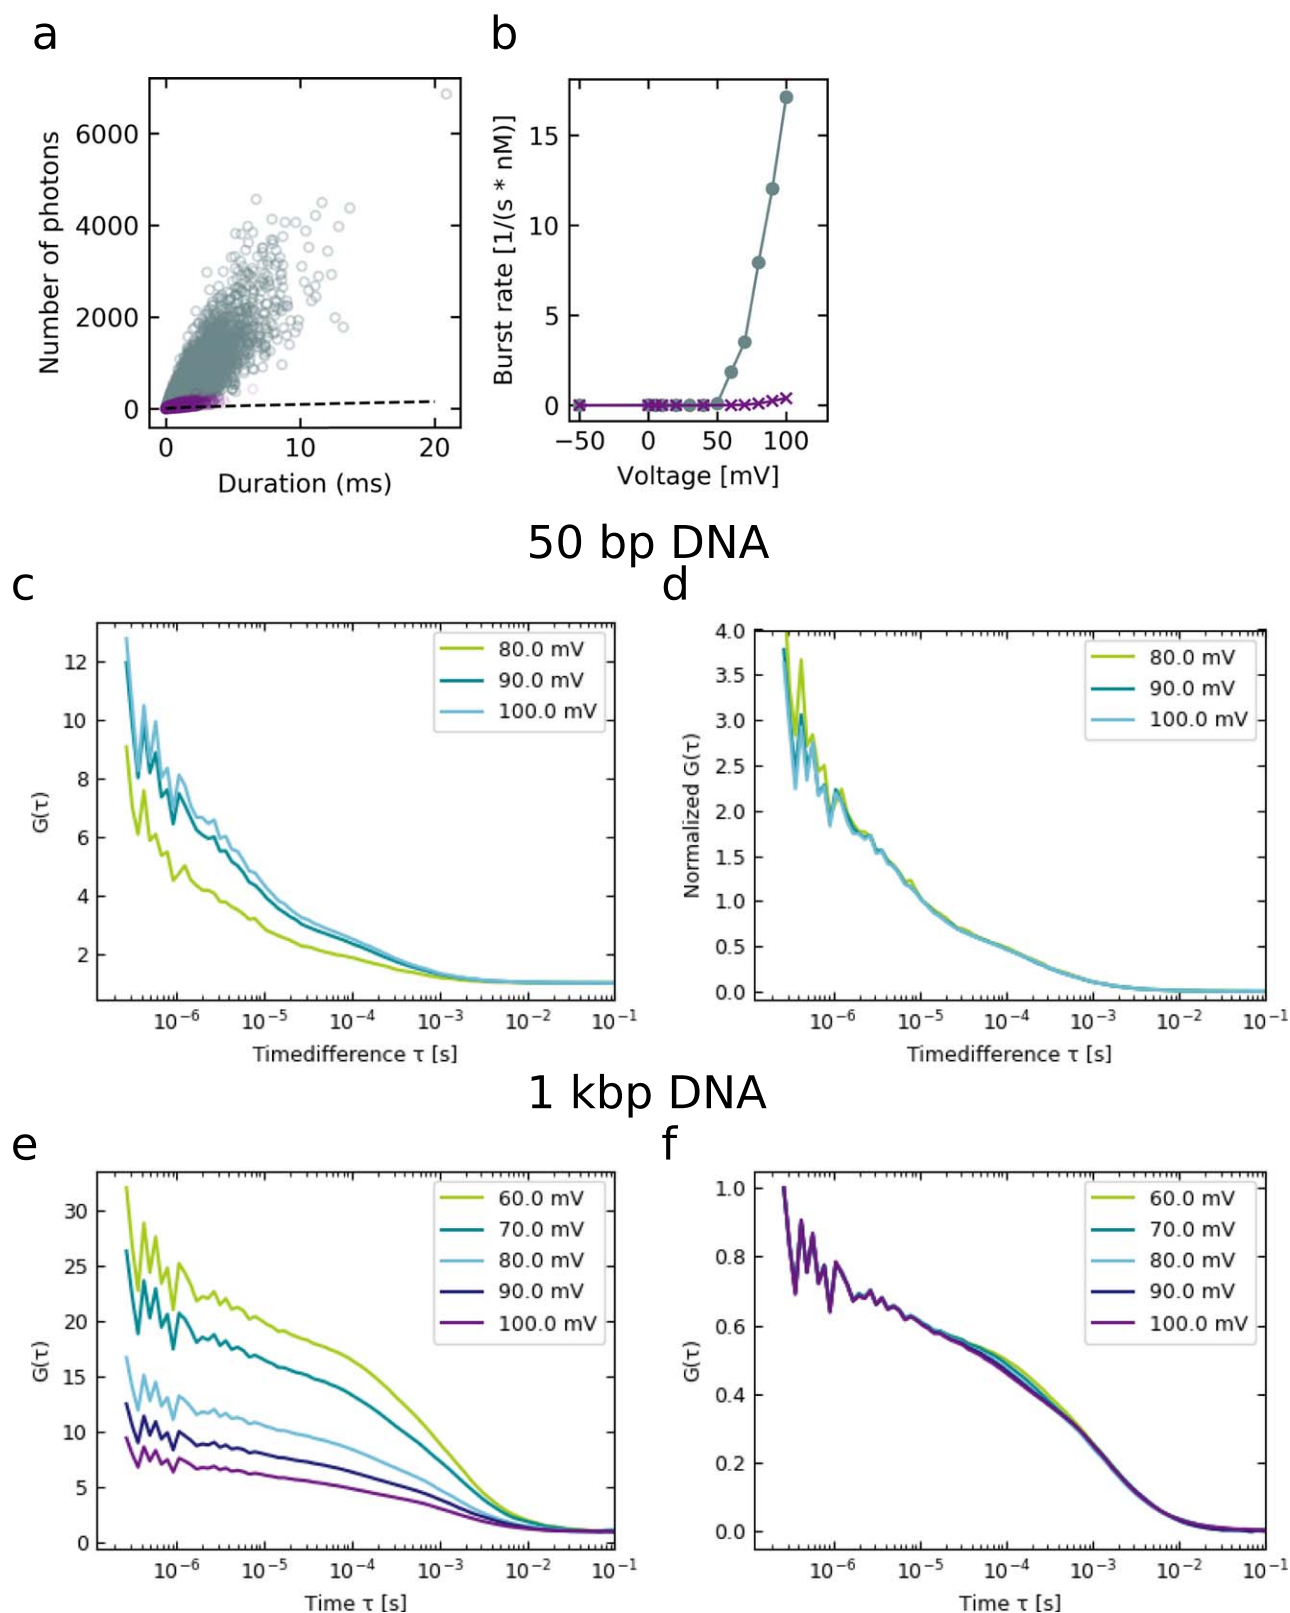 a
b
Number of photons
6000
4000
2000
0
0 10 20
Duration (ms)
Burst rate [1/(s * nM)]
15
10
5
0
−50 0 50 100
Voltage [mV]
50 bp DNA
c
d
G(τ)
12
10
8
6
4
2
80.0 mV
90.0 mV
100.0 mV
10⁻⁶ 10⁻⁵ 10⁻⁴ 10⁻³ 10⁻² 10⁻¹
Timedifference τ [s]
Normalized G(τ)
4.0
3.5
3.0
2.5
2.0
1.5
1.0
0.5
0.0
80.0 mV
90.0 mV
100.0 mV
10⁻⁶ 10⁻⁵ 10⁻⁴ 10⁻³ 10⁻² 10⁻¹
Timedifference τ [s]
1 kbp DNA
e
f
G(τ)
30
25
20
15
10
5
0
60.0 mV
70.0 mV
80.0 mV
90.0 mV
100.0 mV
10⁻⁶ 10⁻⁵ 10⁻⁴ 10⁻³ 10⁻² 10⁻¹
Time τ [s]
G(τ)
1.0
0.8
0.6
0.4
0.2
0.0
60.0 mV
70.0 mV
80.0 mV
90.0 mV
100.0 mV
10⁻⁶ 10⁻⁵ 10⁻⁴ 10⁻³ 10⁻² 10⁻¹
Time τ [s]